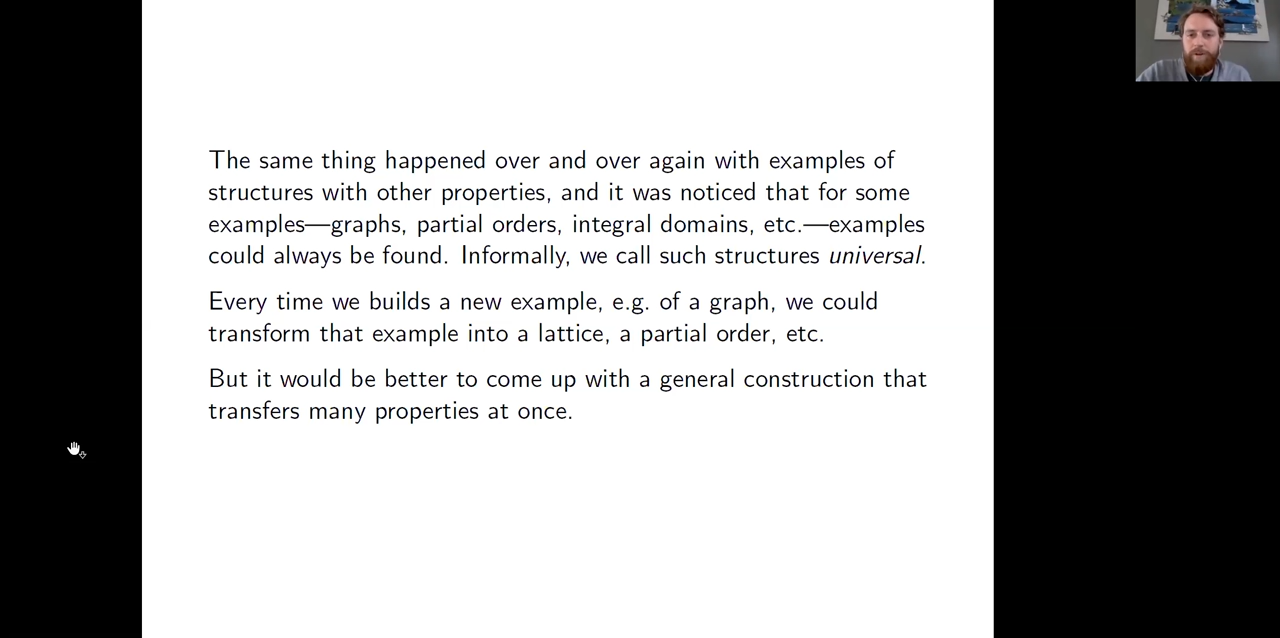 The same thing happened over and over again with examples of
structures with other properties, and it was noticed that for some
examples—graphs, partial orders, integral domains, etc.—examples
could always be found. Informally, we call such structures universal.
Every time we builds a new example, e.g. of a graph, we could
transform that example into a lattice, a partial order, etc.
But it would be better to come up with a general construction that
transfers many properties at once.